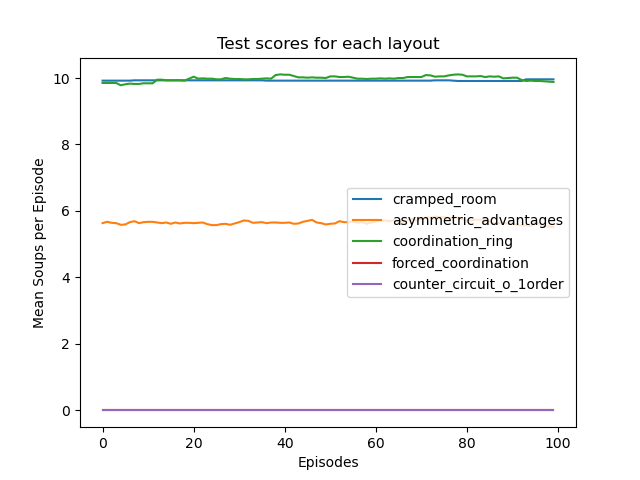 Test scores for each layout
Mean Soups per Episode
10
8
6
4
2
0
cramped_room
asymmetric_advantages
coordination_ring
forced_coordination
counter_circuit_o_1order
0 20 40 60 80 100
Episodes